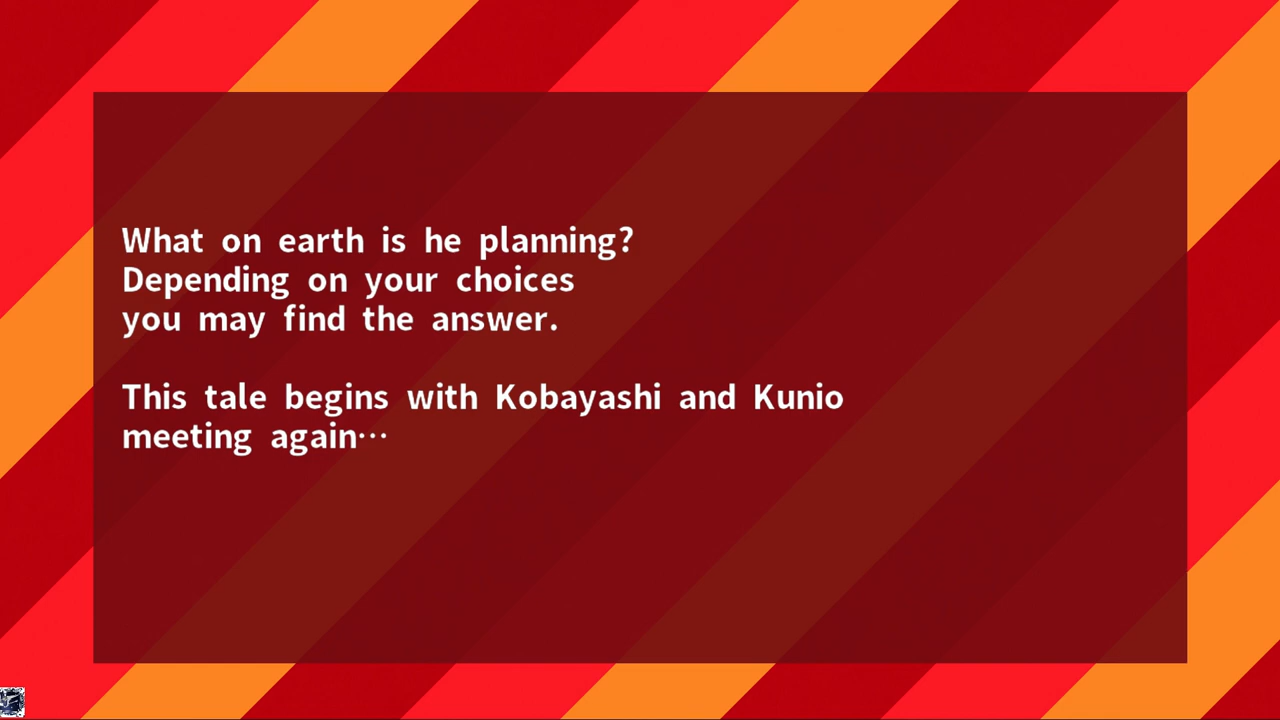 What on earth is he planning?
Depending on your choices
you may find the answer.
This tale begins with Kobayashi and Kunio
meeting again…